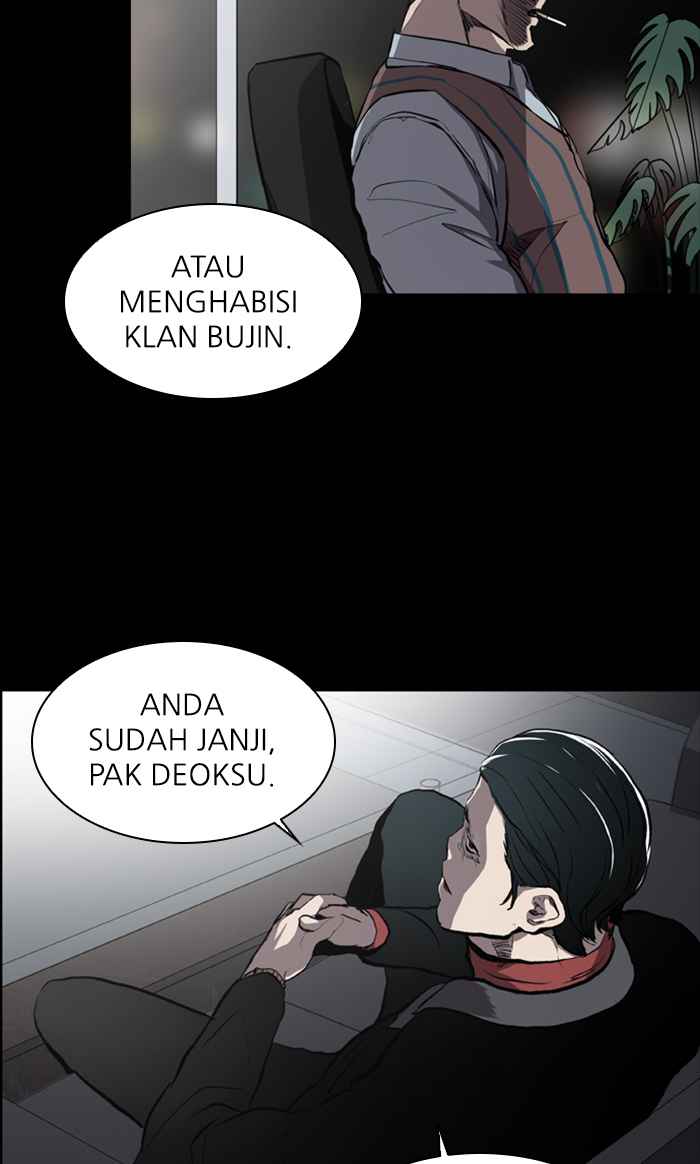 ATAU
MENGHABISI
KLAN BUJIN.
ANDA
SUDAH JANJI,
PAK DEOKSU.